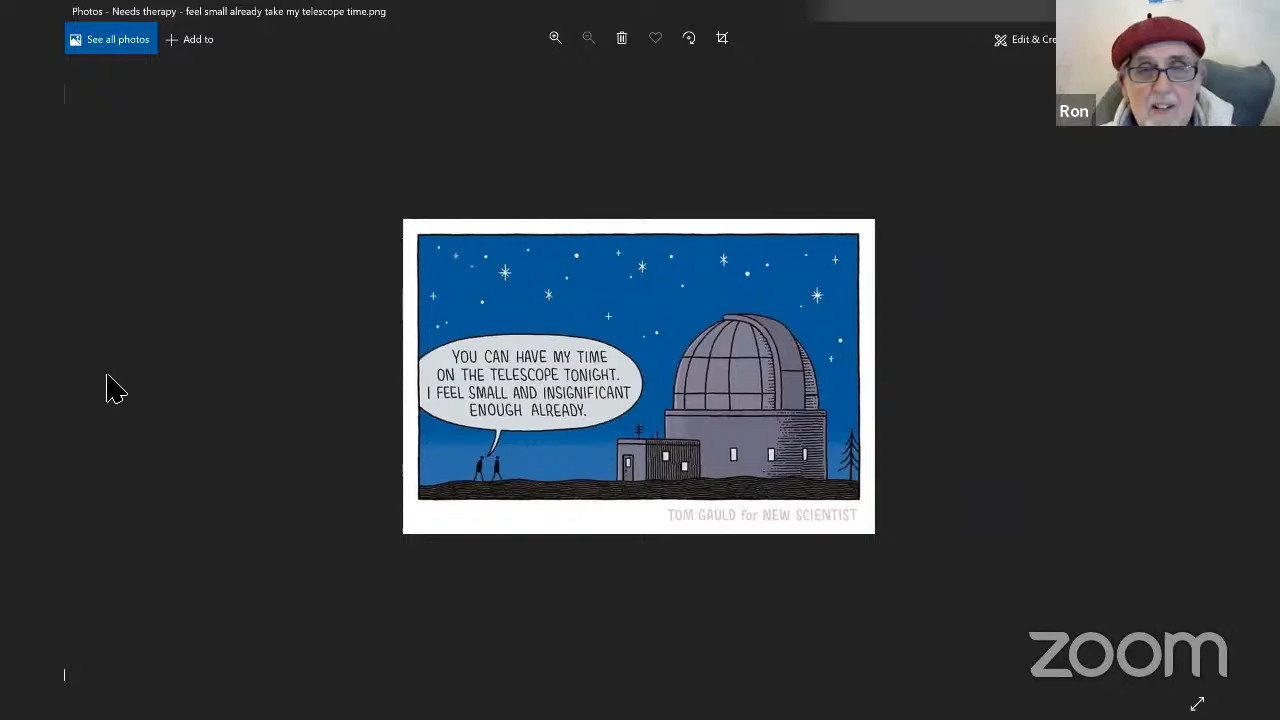 Photos - Needs therapy - feel small already take my telescope time.png
See all photos
Add to
Edit & Cre
Ron
YOU CAN HAVE MY TIME
ON THE TELESCOPE TONIGHT.
I FEEL SMALL AND INSIGNIFICANT
ENOUGH ALREADY.
TOM GAULD for NEW SCIENTIST
zoom